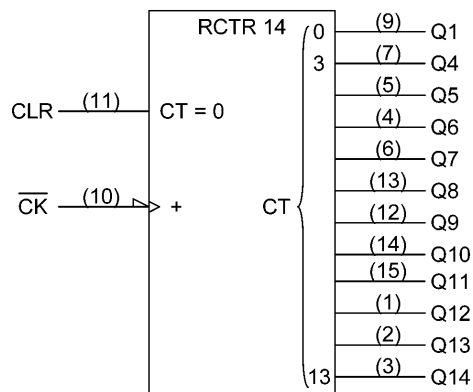 RCTR 14
0 (9) Q1
3 (7) Q4
(5) Q5
CLR (11) CT = 0
(4) Q6
(6) Q7
(13) Q8
CK (10) + CT
(12) Q9
(14) Q10
(15) Q11
(1) Q12
(2) Q13
13 (3) Q14